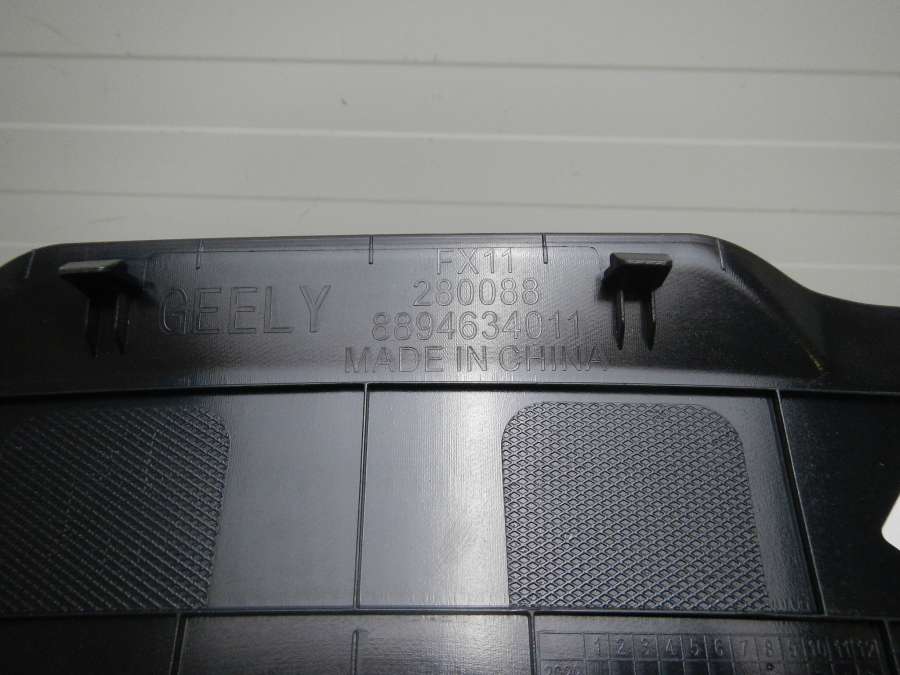 GEELY
FX11
280088
8894634011
MADE IN CHINA
1 2 3 4 5 6 7 8 9 10 11 12